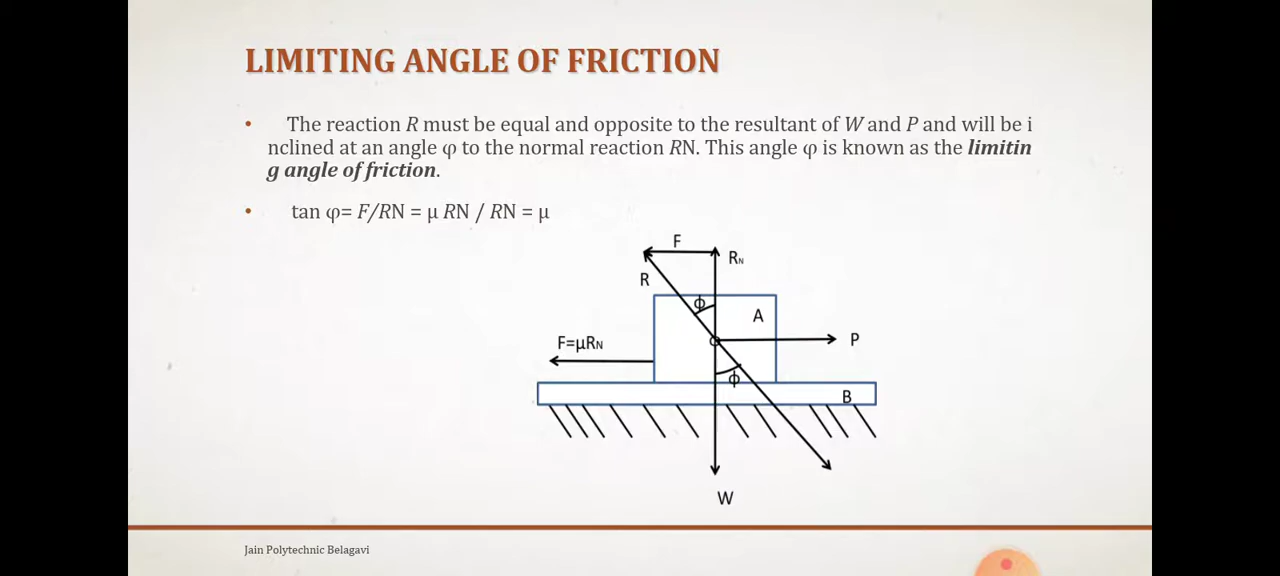 LIMITING ANGLE OF FRICTION
• The reaction R must be equal and opposite to the resultant of W and P and will be i
nclined at an angle φ to the normal reaction RN. This angle φ is known as the limitin
g angle of friction.
• tan φ= F/RN = μ RN / RN = μ
F
RN
R
ϕ
A
F=μRN
P
ϕ
B
W
Jain Polytechnic Belagavi